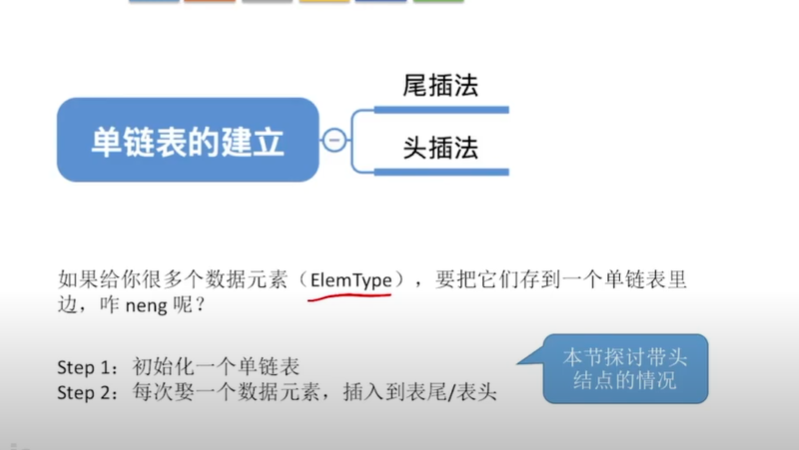 尾插法
单链表的建立
头插法
如果给你很多个数据元素（ElemType），要把它们存到一个单链表里
边，咋 neng 呢？
Step 1：初始化一个单链表
Step 2：每次娶一个数据元素，插入到表尾/表头
本节探讨带头
结点的情况